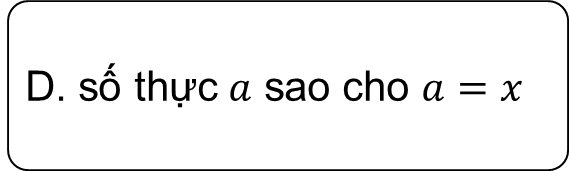 D. số thực a sao cho a = x